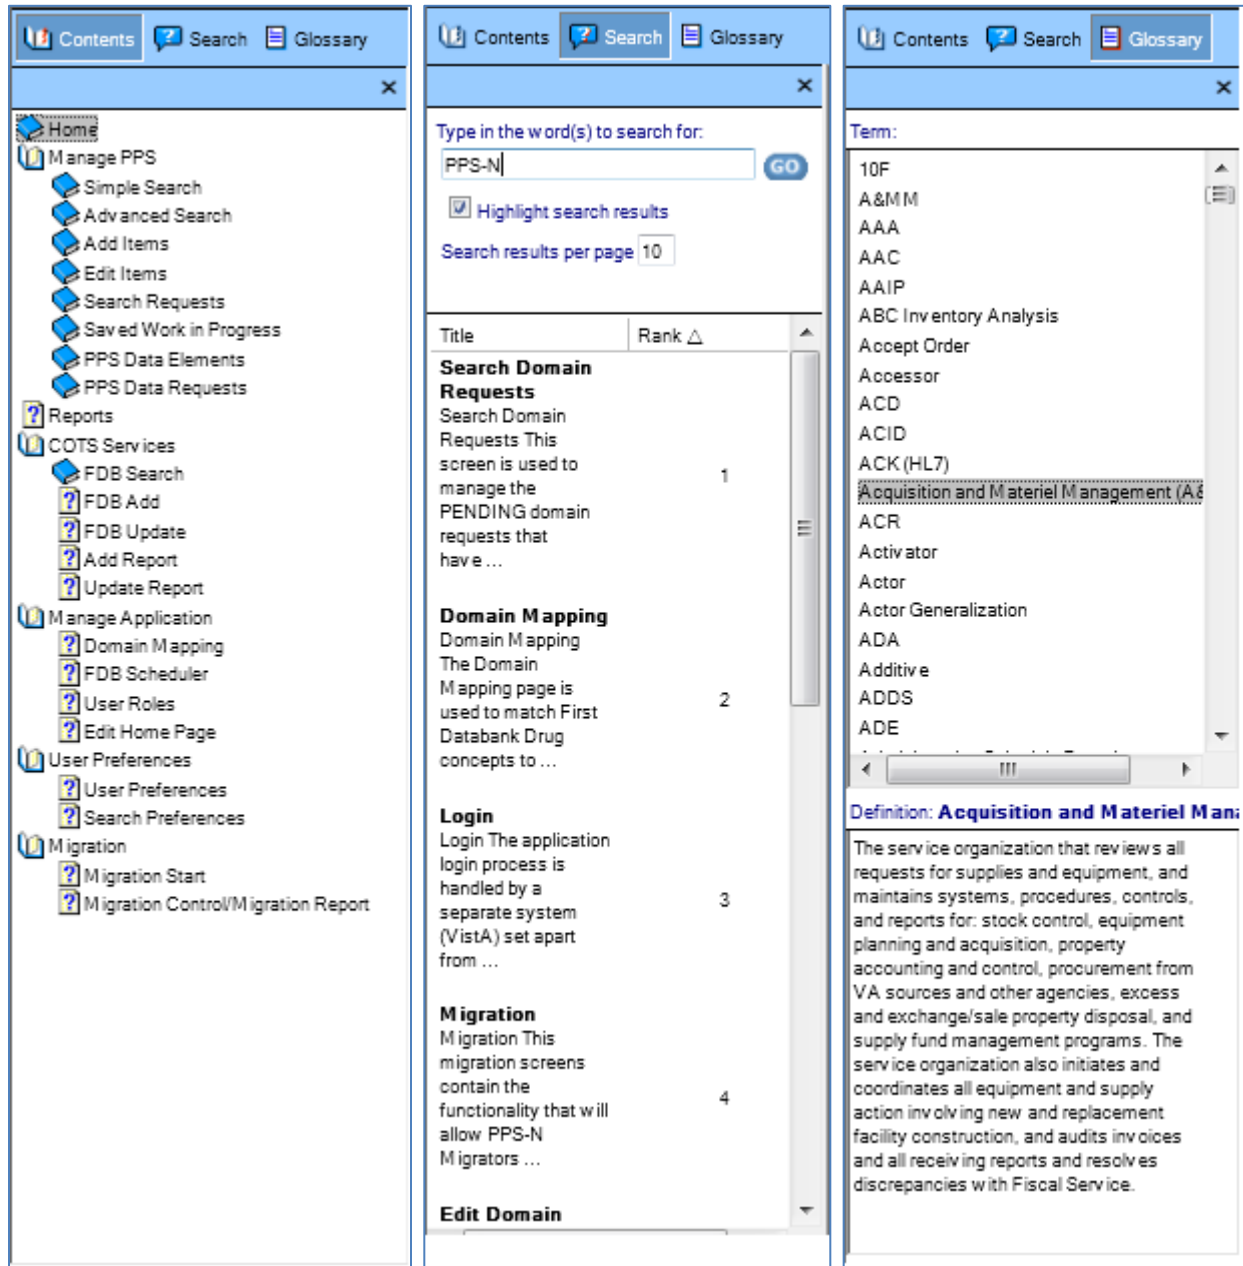 Contents Search Glossary
Home
Manage PPS
Simple Search
Advanced Search
Add Items
Edit Items
Search Requests
Saved Work in Progress
PPS Data Elements
PPS Data Requests
Reports
COTS Services
FDB Search
FDB Add
FDB Update
Add Report
Update Report
Manage Application
Domain Mapping
FDB Scheduler
User Roles
Edit Home Page
User Preferences
User Preferences
Search Preferences
Migration
Migration Start
Migration Control/Migration Report
Contents Search Glossary
Type in the word(s) to search for:
PPS-N GO
Highlight search results
Search results per page 10
Title Rank
Search Domain
Requests
Search Domain
Requests This
screen is used to
manage the
PENDING domain
requests that
have ...
1
Domain Mapping
Domain Mapping
The Domain
Mapping page is
used to match First
Databank Drug
concepts to ...
2
Login
Login The application
login process is
handled by a
separate system
(VistA) set apart
from ...
3
Migration
Migration This
migration screens
contain the
functionality that will
allow PPS-N
Migrators ...
4
Edit Domain
Contents Search Glossary
Term:
10F
A&MM
AAA
AAC
AAIP
ABC Inventory Analysis
Accept Order
Accessor
ACD
ACID
ACK (HL7)
Acquisition and Materiel Management (A&
ACR
Activator
Actor
Actor Generalization
ADA
Additive
ADDS
ADE
Definition: Acquisition and Materiel Mana
The service organization that reviews all
requests for supplies and equipment, and
maintains systems, procedures, controls,
and reports for: stock control, equipment
planning and acquisition, property
accounting and control, procurement from
VA sources and other agencies, excess
and exchange/sale property disposal, and
supply fund management programs. The
service organization also initiates and
coordinates all equipment and supply
action involving new and replacement
facility construction, and audits invoices
and all receiving reports and resolves
discrepancies with Fiscal Service.